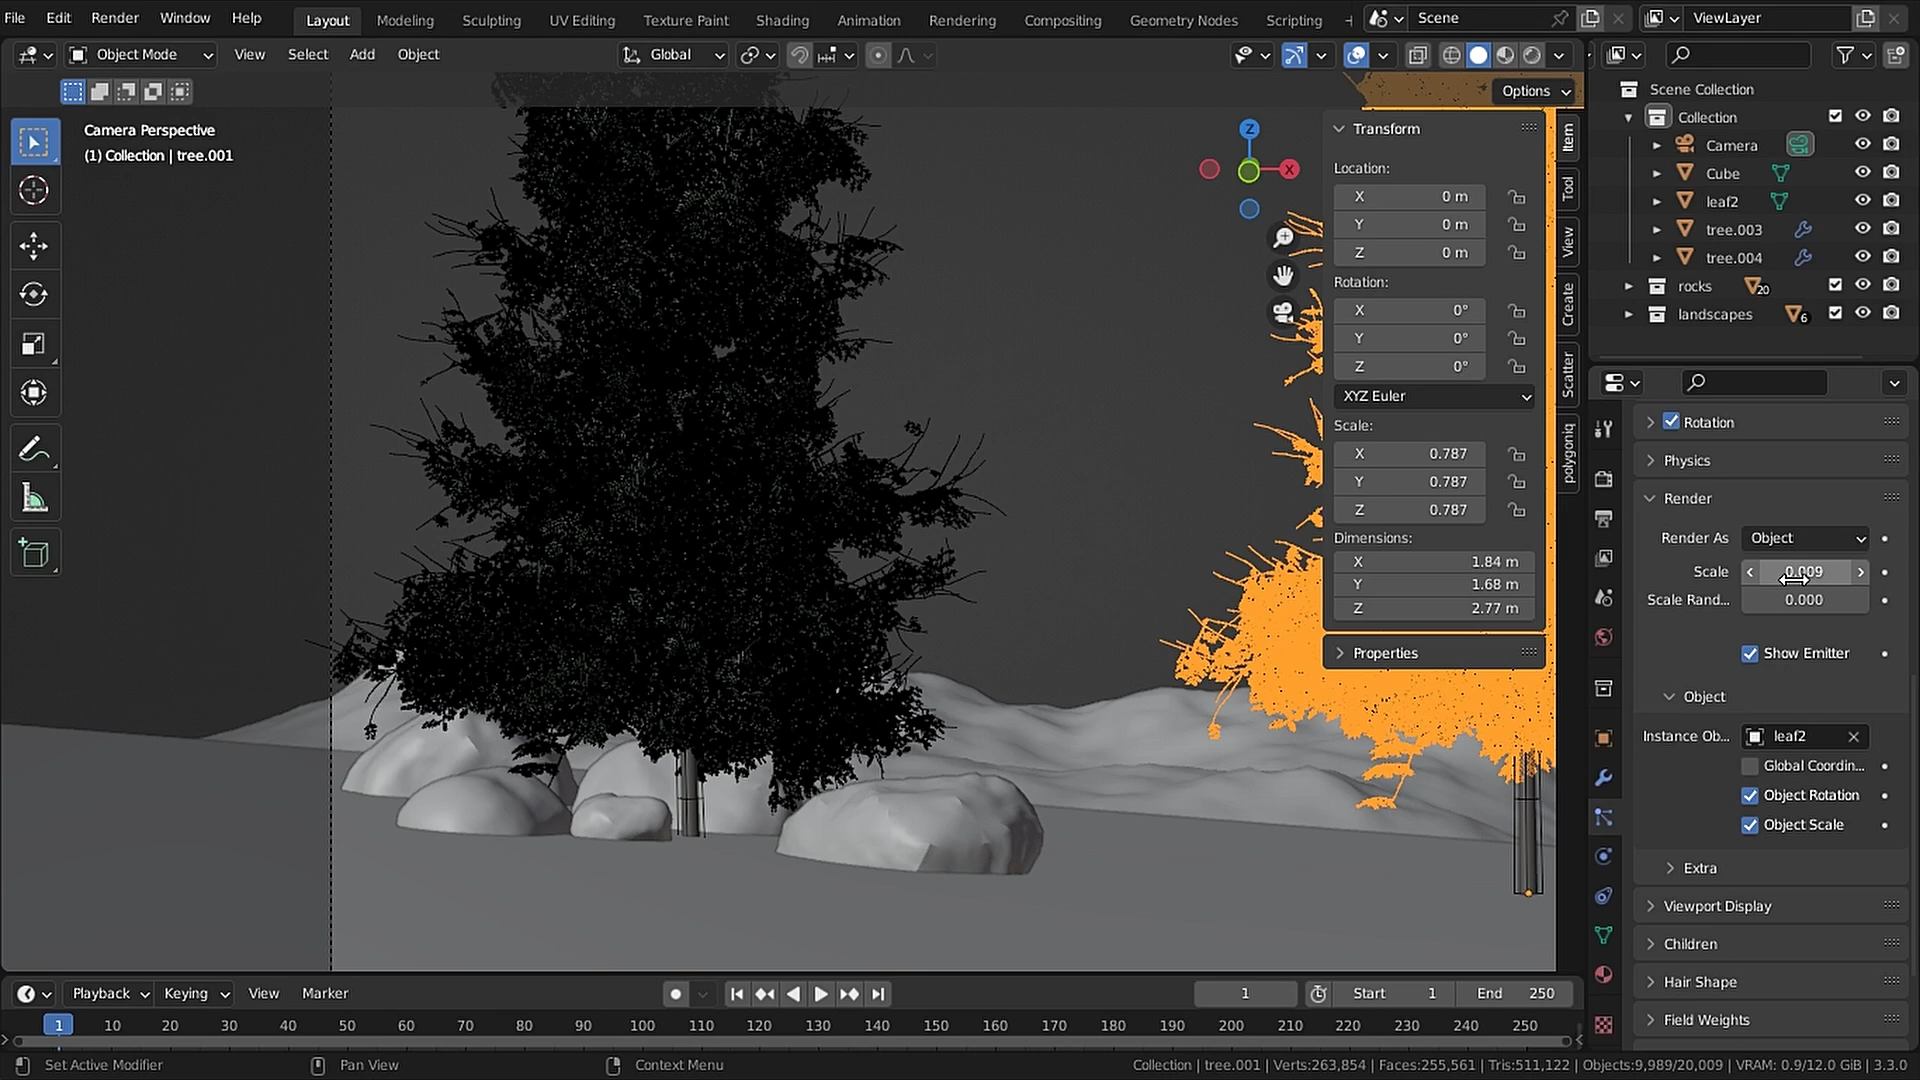 File Edit Render Window Help Layout Modeling Sculpting UV Editing Texture Paint Shading Animation Rendering Compositing Geometry Nodes Scripting Scene ViewLayer
Object Mode View Select Add Object Global
Options
Camera Perspective
(1) Collection | tree.001
Z
X
Transform
Location:
X 0 m
Y 0 m
Z 0 m
Rotation:
X 0°
Y 0°
Z 0°
XYZ Euler
Scale:
X 0.787
Y 0.787
Z 0.787
Dimensions:
X 1.84 m
Y 1.68 m
Z 2.77 m
Properties
Item
Tool
View
Create
Scatter
polygoniq
Scene Collection
Collection
Camera
Cube
leaf2
tree.003
tree.004
rocks 20
landscapes 6
Rotation
Physics
Render
Render As Object
Scale 0.009
Scale Rand... 0.000
Show Emitter
Object
Instance Ob... leaf2
Global Coordin...
Object Rotation
Object Scale
Extra
Viewport Display
Children
Hair Shape
Field Weights
Playback Keying View Marker 1 Start 1 End 250
1 10 20 30 40 50 60 70 80 90 100 110 120 130 140 150 160 170 180 190 200 210 220 230 240 250
Set Active Modifier Pan View Context Menu Collection | tree.001 | Verts:263,854 | Faces:255,561 | Tris:511,122 | Objects:9,989/20,009 | VRAM: 0.9/12.0 GiB | 3.3.0